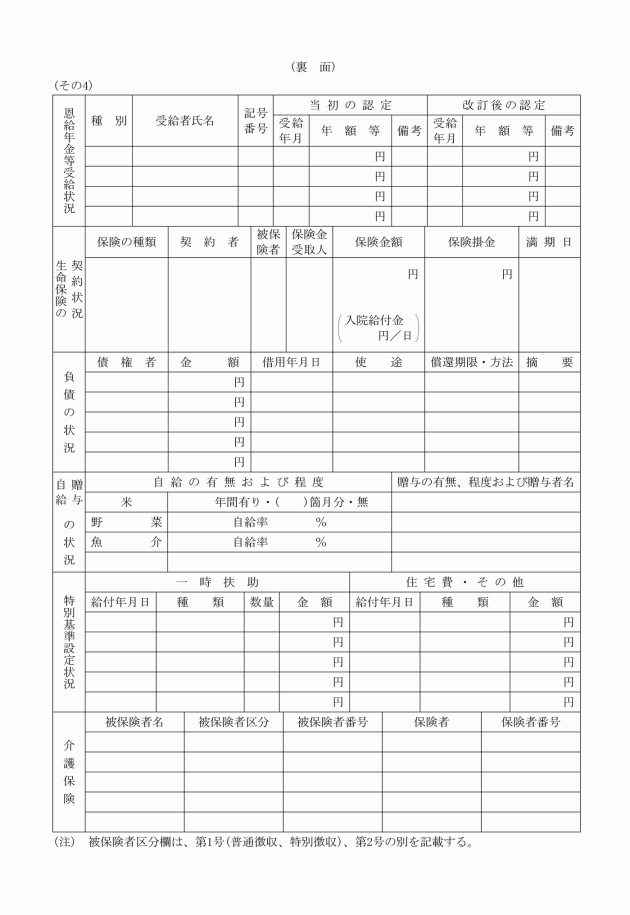 (裏　面)
(その4)
恩給年金等受給状況
種　別　受給者氏名　記号番号　当初の認定　改訂後の認定
受給年月　年　額　等　備考　受給年月　年　額　等　備考
円　円
円　円
円　円
円　円
生命保険の契約状況
保険の種類　契　約　者　被保険者　保険金受取人　保険金額　保険掛金　満　期　日
円　円
(入院給付金
円／日)
負債の状況
債　権　者　金　　額　借用年月日　使　　途　償還期限・方法　摘　　要
円
円
円
円
円
自給贈与の状況
自給の有無および程度　贈与の有無、程度および贈与者名
米　年間有り・(　　)箇月分・無
野　　菜　自給率　　　％
魚　　介　自給率　　　％
特別基準設定状況
一　時　扶　助　住宅費・その他
給付年月日　種　　類　数量　金　額　給付年月日　種　　類　金　額
円　円
円　円
円　円
円　円
円　円
介護保険
被保険者名　被保険者区分　被保険者番号　保険者　保険者番号
(注)　被保険者区分欄は、第1号(普通徴収、特別徴収)、第2号の別を記載する。